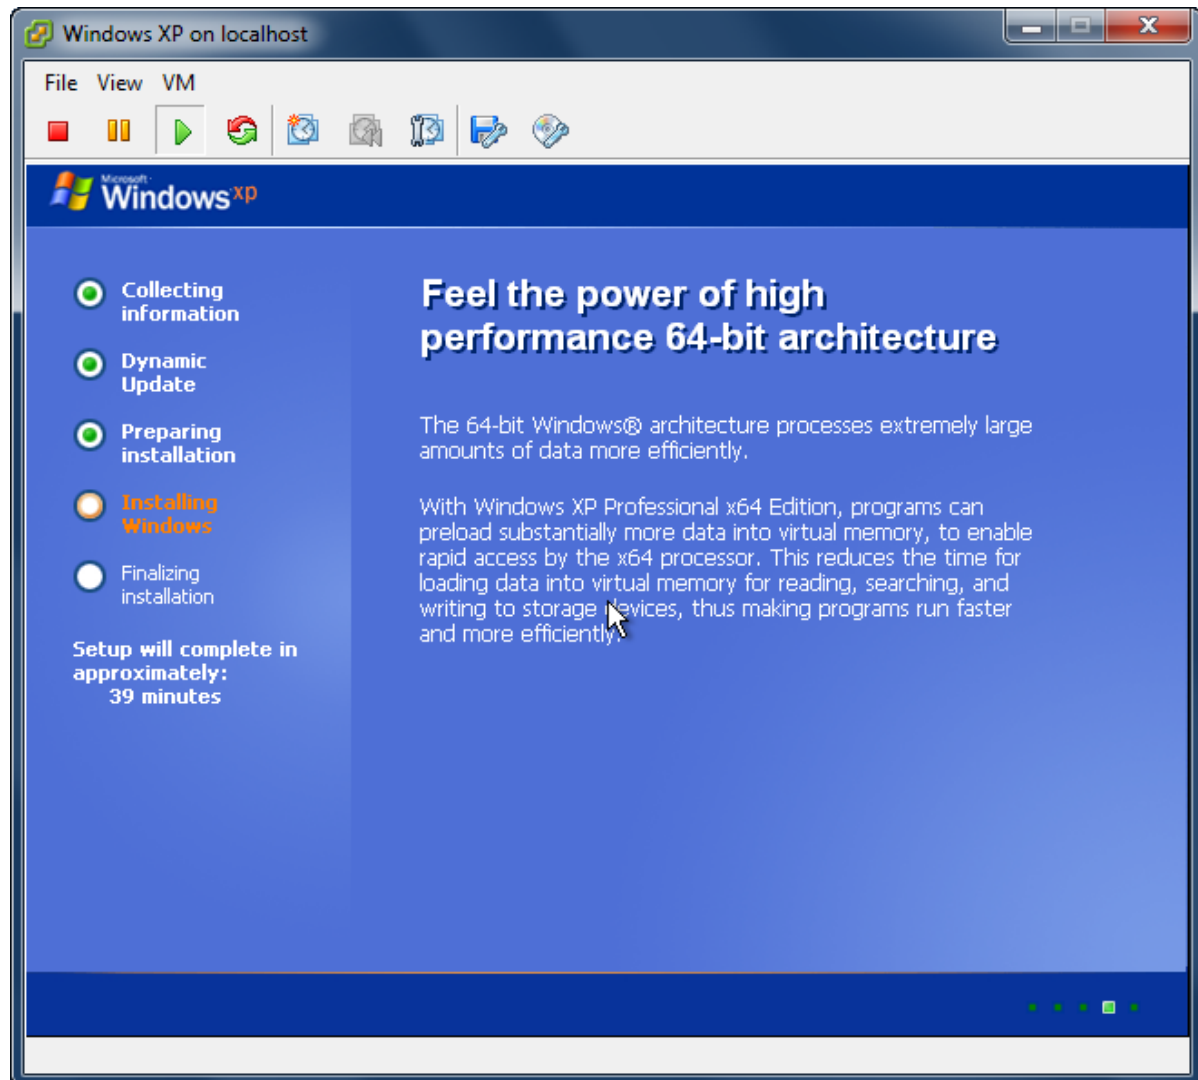 Windows XP on localhost
File View VM
Microsoft
Windows xp
Collecting
information
Dynamic
Update
Preparing
installation
Installing
Windows
Finalizing
installation
Setup will complete in
approximately:
39 minutes
Feel the power of high
performance 64-bit architecture
The 64-bit Windows® architecture processes extremely large
amounts of data more efficiently.
With Windows XP Professional x64 Edition, programs can
preload substantially more data into virtual memory, to enable
rapid access by the x64 processor. This reduces the time for
loading data into virtual memory for reading, searching, and
writing to storage devices, thus making programs run faster
and more efficiently.